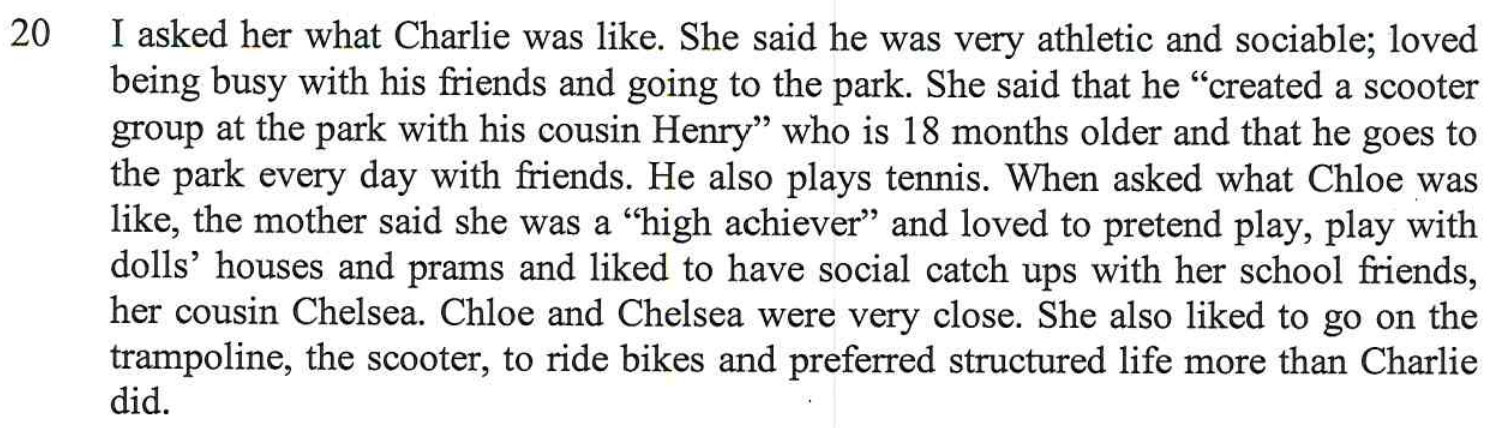 20 I asked her what Charlie was like. She said he was very athletic and sociable; loved
being busy with his friends and going to the park. She said that he “created a scooter
group at the park with his cousin Henry” who is 18 months older and that he goes to
the park every day with friends. He also plays tennis. When asked what Chloe was
like, the mother said she was a “high achiever” and loved to pretend play, play with
dolls’ houses and prams and liked to have social catch ups with her school friends,
her cousin Chelsea. Chloe and Chelsea were very close. She also liked to go on the
trampoline, the scooter, to ride bikes and preferred structured life more than Charlie
did.